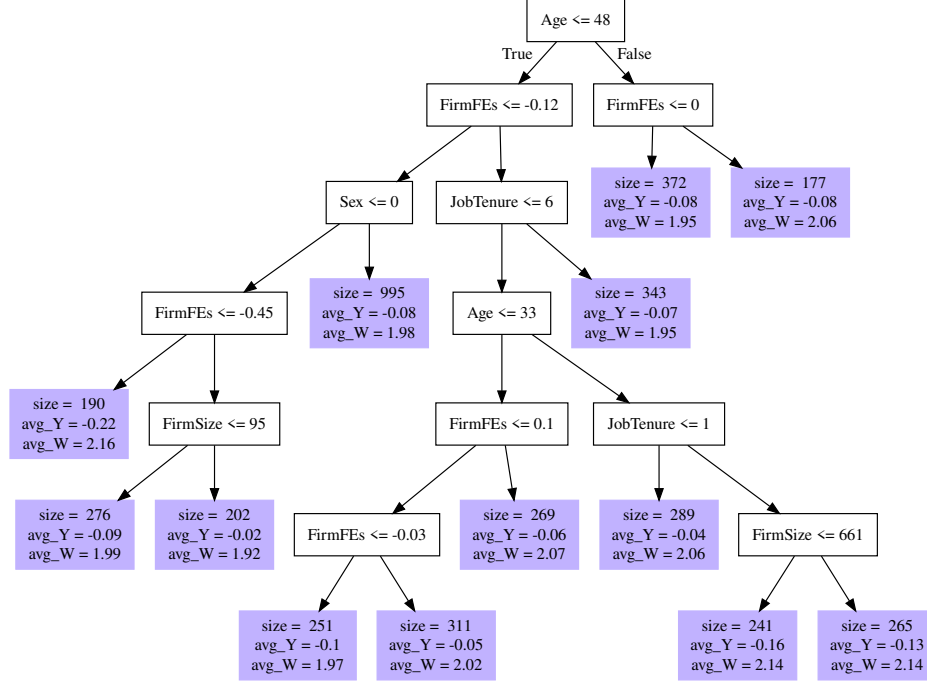 Age <= 48
True
False
FirmFEs <= -0.12
FirmFEs <= 0
Sex <= 0
JobTenure <= 6
size =  372
avg_Y = -0.08
avg_W = 1.95
size =  177
avg_Y = -0.08
avg_W = 2.06
FirmFEs <= -0.45
size =  995
avg_Y = -0.08
avg_W = 1.98
Age <= 33
size =  343
avg_Y = -0.07
avg_W = 1.95
size =  190
avg_Y = -0.22
avg_W = 2.16
FirmSize <= 95
FirmFEs <= 0.1
JobTenure <= 1
size =  276
avg_Y = -0.09
avg_W = 1.99
size =  202
avg_Y = -0.02
avg_W = 1.92
FirmFEs <= -0.03
size =  269
avg_Y = -0.06
avg_W = 2.07
size =  289
avg_Y = -0.04
avg_W = 2.06
FirmSize <= 661
size =  251
avg_Y = -0.1
avg_W = 1.97
size =  311
avg_Y = -0.05
avg_W = 2.02
size =  241
avg_Y = -0.16
avg_W = 2.14
size =  265
avg_Y = -0.13
avg_W = 2.14